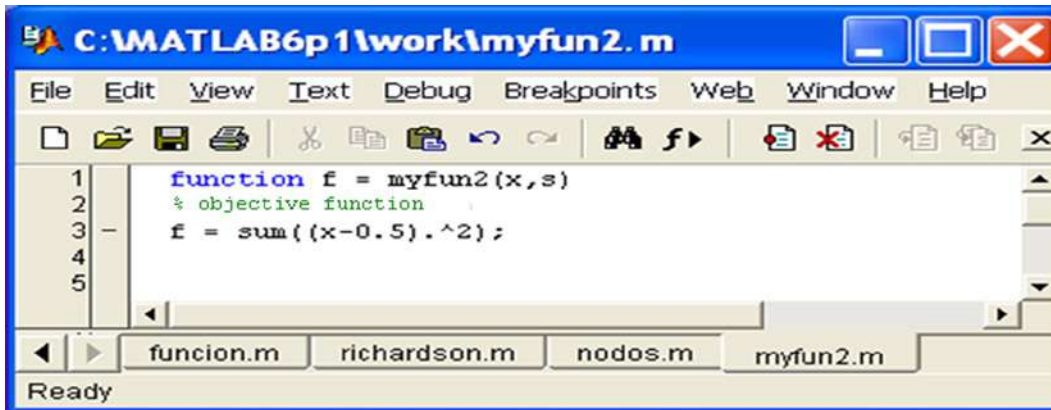 C:\MATLAB6p1\work\myfun2.m
File Edit View Text Debug Breakpoints Web Window Help
1 function f = myfun2(x,s)
2 % objective function
3 - f = sum((x-0.5).^2);
4
5
funcion.m richardson.m nodos.m myfun2.m
Ready